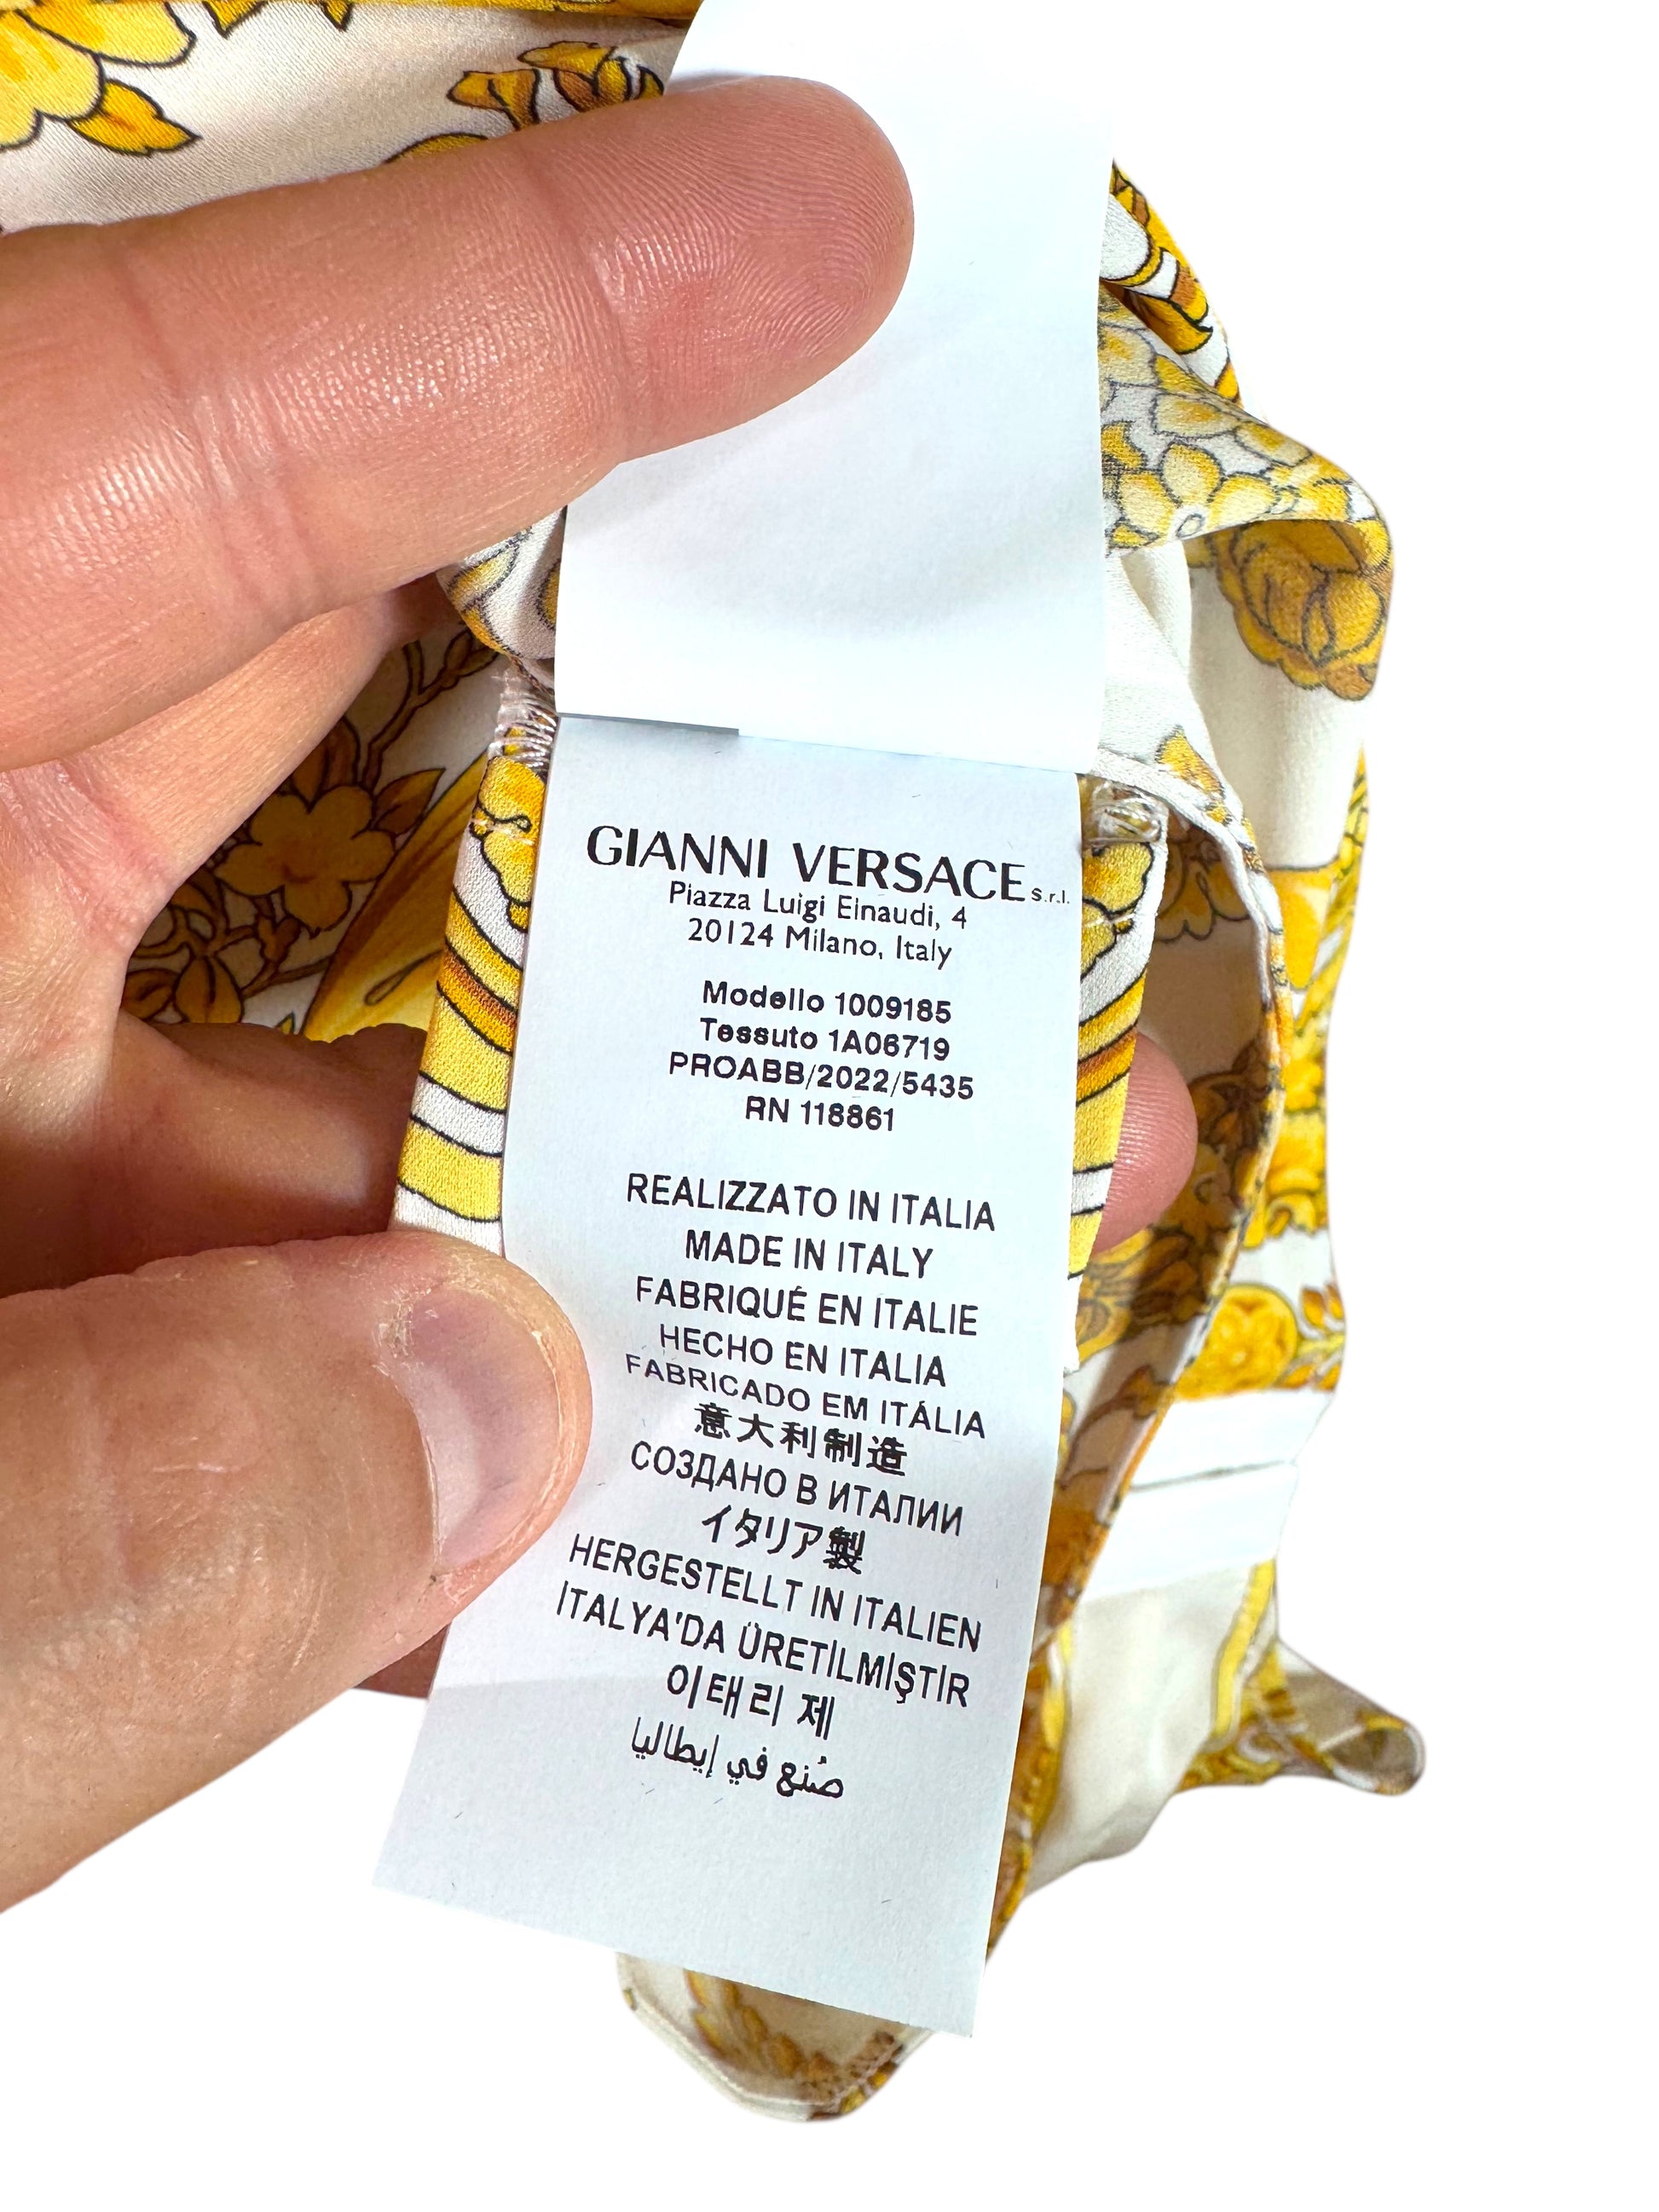 GIANNI VERSACE s.r.l.
Piazza Luigi Einaudi, 4
20124 Milano, Italy
Modello 1009185
Tessuto 1A06719
PROABB/2022/5435
RN 118861
REALIZZATO IN ITALIA
MADE IN ITALY
FABRIQUÉ EN ITALIE
HECHO EN ITALIA
FABRICADO EM ITÁLIA
意大利制造
СОЗДАНО В ИТАЛИИ
イタリア製
HERGESTELLT IN ITALIEN
İTALYA'DA ÜRETİLMİŞTİR
이태리 제
صُنع في إيطاليا